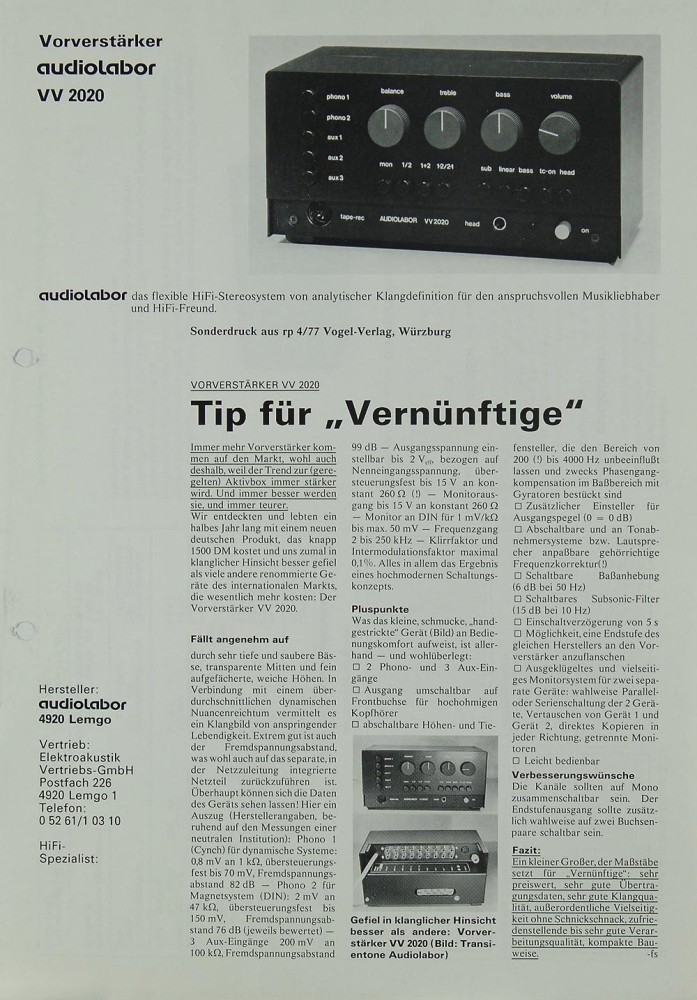 Vorverstärker
audiolabor
VV 2020
phono 1
phono 2
aux 1
aux 2
aux 3
balance
treble
bass
volume
mon 1/2 1+2 1·2/2·1
sub linear bass tc-on head
tape-rec AUDIOLABOR VV 2020 head
on
audiolabor das flexible HiFi-Stereosystem von analytischer Klangdefinition für den anspruchsvollen Musikliebhaber
und HiFi-Freund.
Sonderdruck aus rp 4/77 Vogel-Verlag, Würzburg
VORVERSTÄRKER VV 2020
Tip für „Vernünftige“
Immer mehr Vorverstärker kom-
men auf den Markt, wohl auch
deshalb, weil der Trend zur (gere-
gelten) Aktivbox immer stärker
wird. Und immer besser werden
sie, und immer teurer.
Wir entdeckten und lebten ein
halbes Jahr lang mit einem neuen
deutschen Produkt, das knapp
1500 DM kostet und uns zumal in
klanglicher Hinsicht besser gefiel
als viele andere renommierte Ge-
räte des internationalen Markts,
die wesentlich mehr kosten: Der
Vorverstärker VV 2020.
Fällt angenehm auf
durch sehr tiefe und saubere Bäs-
se, transparente Mitten und fein
aufgefächerte, weiche Höhen. In
Verbindung mit einem über-
durchschnittlichen dynamischen
Nuancenreichtum vermittelt es
ein Klangbild von anspringender
Lebendigkeit. Extrem gut ist auch
der Fremdspannungsabstand,
was wohl auch auf das separate, in
der Netzzuleitung integrierte
Netzteil zurückzuführen ist.
Überhaupt können sich die Daten
des Geräts sehen lassen! Hier ein
Auszug (Herstellerangaben, be-
ruhend auf den Messungen einer
neutralen Institution): Phono 1
(Cynch) für dynamische Systeme:
0,8 mV an 1 kΩ, übersteuerungs-
fest bis 70 mV, Fremdspannungs-
abstand 82 dB — Phono 2 für
Magnetsystem (DIN): 2 mV an
47 kΩ, übersteuerungsfest bis
150 mV, Fremdspannungsab-
stand 76 dB (jeweils bewertet) —
3 Aux-Eingänge 200 mV an
100 kΩ, Fremdspannungsabstand
99 dB — Ausgangsspannung ein-
stellbar bis 2 Veff, bezogen auf
Nenneingangsspannung, über-
steuerungsfest bis 15 V an kon-
stant 260 Ω (!) — Monitoraus-
gang bis 15 V an konstant 260 Ω
— Monitor an DIN für 1 mV/kΩ
bis max. 50 mV — Frequenzgang
2 bis 250 kHz — Klirrfaktor und
Intermodulationsfaktor maximal
0,1%. Alles in allem das Ergebnis
eines hochmodernen Schaltungs-
konzepts.
Pluspunkte
Was das kleine, schmucke, „hand-
gestrickte“ Gerät (Bild) an Bedie-
nungskomfort aufweist, ist aller-
hand — und wohlüberlegt:
□ 2 Phono- und 3 Aux-Ein-
gänge
□ Ausgang umschaltbar auf
Frontbuchse für hochohmigen
Kopfhörer
□ abschaltbare Höhen- und Tie-
Gefiel in klanglicher Hinsicht
besser als andere: Vorver-
stärker VV 2020 (Bild: Transi-
entone Audiolabor)
fensteller, die den Bereich von
200 (!) bis 4000 Hz unbeeinflußt
lassen und zwecks Phasengang-
kompensation im Baßbereich mit
Gyratoren bestückt sind
□ Zusätzlicher Einsteller für
Ausgangspegel (0 = 0 dB)
□ Abschaltbare und an Tonab-
nehmersysteme bzw. Lautspre-
cher anpaßbare gehörrichtige
Frequenzkorrektur(!)
□ Schaltbare Baßanhebung
(6 dB bei 50 Hz)
□ Schaltbares Subsonic-Filter
(15 dB bei 10 Hz)
□ Einschaltverzögerung von 5 s
□ Möglichkeit, eine Endstufe des
gleichen Herstellers an den Vor-
verstärker anzuflanschen
□ Ausgeklügeltes und vielseiti-
ges Monitorsystem für zwei sepa-
rate Geräte: wahlweise Parallel-
oder Serienschaltung der 2 Gerä-
te, Vertauschen von Gerät 1 und
Gerät 2, direktes Kopieren in
jeder Richtung, getrennte Moni-
toren
□ Leicht bedienbar
Verbesserungswünsche
Die Kanäle sollten auf Mono
zusammenschaltbar sein. Der
Endstufenausgang sollte zusätz-
lich wahlweise auf zwei Buchsen-
paare schaltbar sein.
Fazit:
Ein kleiner Großer, der Maßstäbe
setzt für „Vernünftige“: sehr
preiswert, sehr gute Übertra-
gungsdaten, sehr gute Klangqua-
lität, außerordentliche Vielseitig-
keit ohne Schnickschnack, zufrie-
denstellende bis sehr gute Verar-
beitungsqualität, kompakte Bau-
weise. -fs
Hersteller:
audiolabor
4920 Lemgo
Vertrieb:
Elektroakustik
Vertriebs-GmbH
Postfach 226
4920 Lemgo 1
Telefon:
0 52 61/1 03 10
HiFi-
Spezialist: